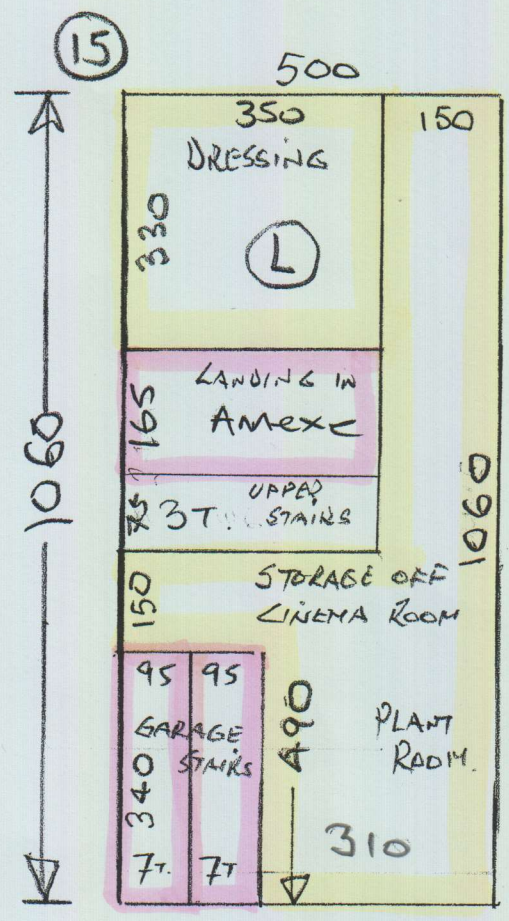 15
500
350
150
DRESSING
330
L
LANDING IN
165
ANNEXE
UPPER
75 3T. STAIRS
1060
1060
STORAGE OFF
150
CINEMA ROOM
95 95
490
PLANT
GARAGE
ROOM.
STAIRS
340
310
7T. 7T